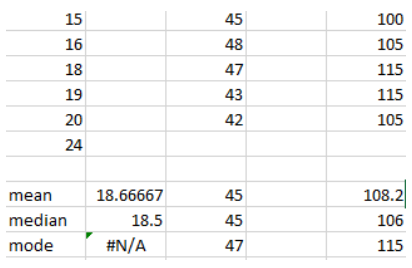 15 45 100
16 48 105
18 47 115
19 43 115
20 42 105
24
mean 18.66667 45 108.2
median 18.5 45 106
mode #N/A 47 115